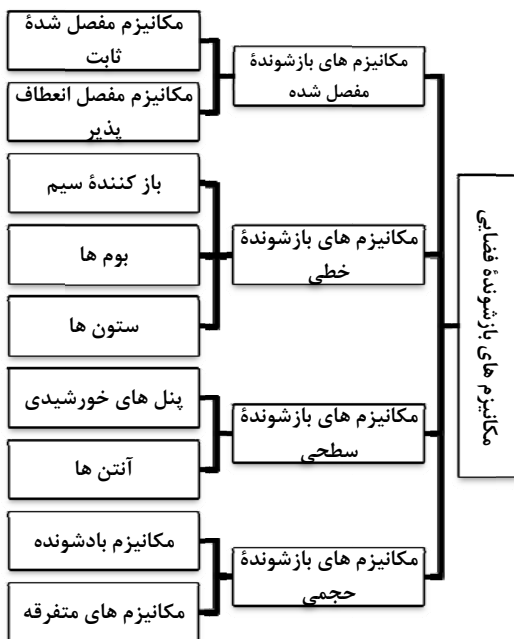 مکانیزم های بازشوندۀ فضایی
مکانیزم های بازشوندۀ
مفصل شده
مکانیزم مفصل شدۀ
ثابت
مکانیزم مفصل انعطاف
پذیر
مکانیزم های بازشوندۀ
خطی
باز کنندۀ سیم
بوم ها
ستون ها
مکانیزم های بازشوندۀ
سطحی
پنل های خورشیدی
آنتن ها
مکانیزم های بازشوندۀ
حجمی
مکانیزم بادشونده
مکانیزم های متفرقه